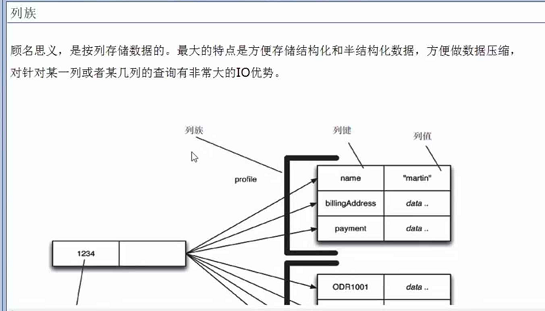 列族
顾名思义，是按列存储数据的。最大的特点是方便存储结构化和半结构化数据，方便做数据压缩，
对针对某一列或者某几列的查询有非常大的IO优势。
列族
列键
列值
profile
name
"martin"
billingAddress
data ..
payment
data ..
1234
ODR1001
data ..